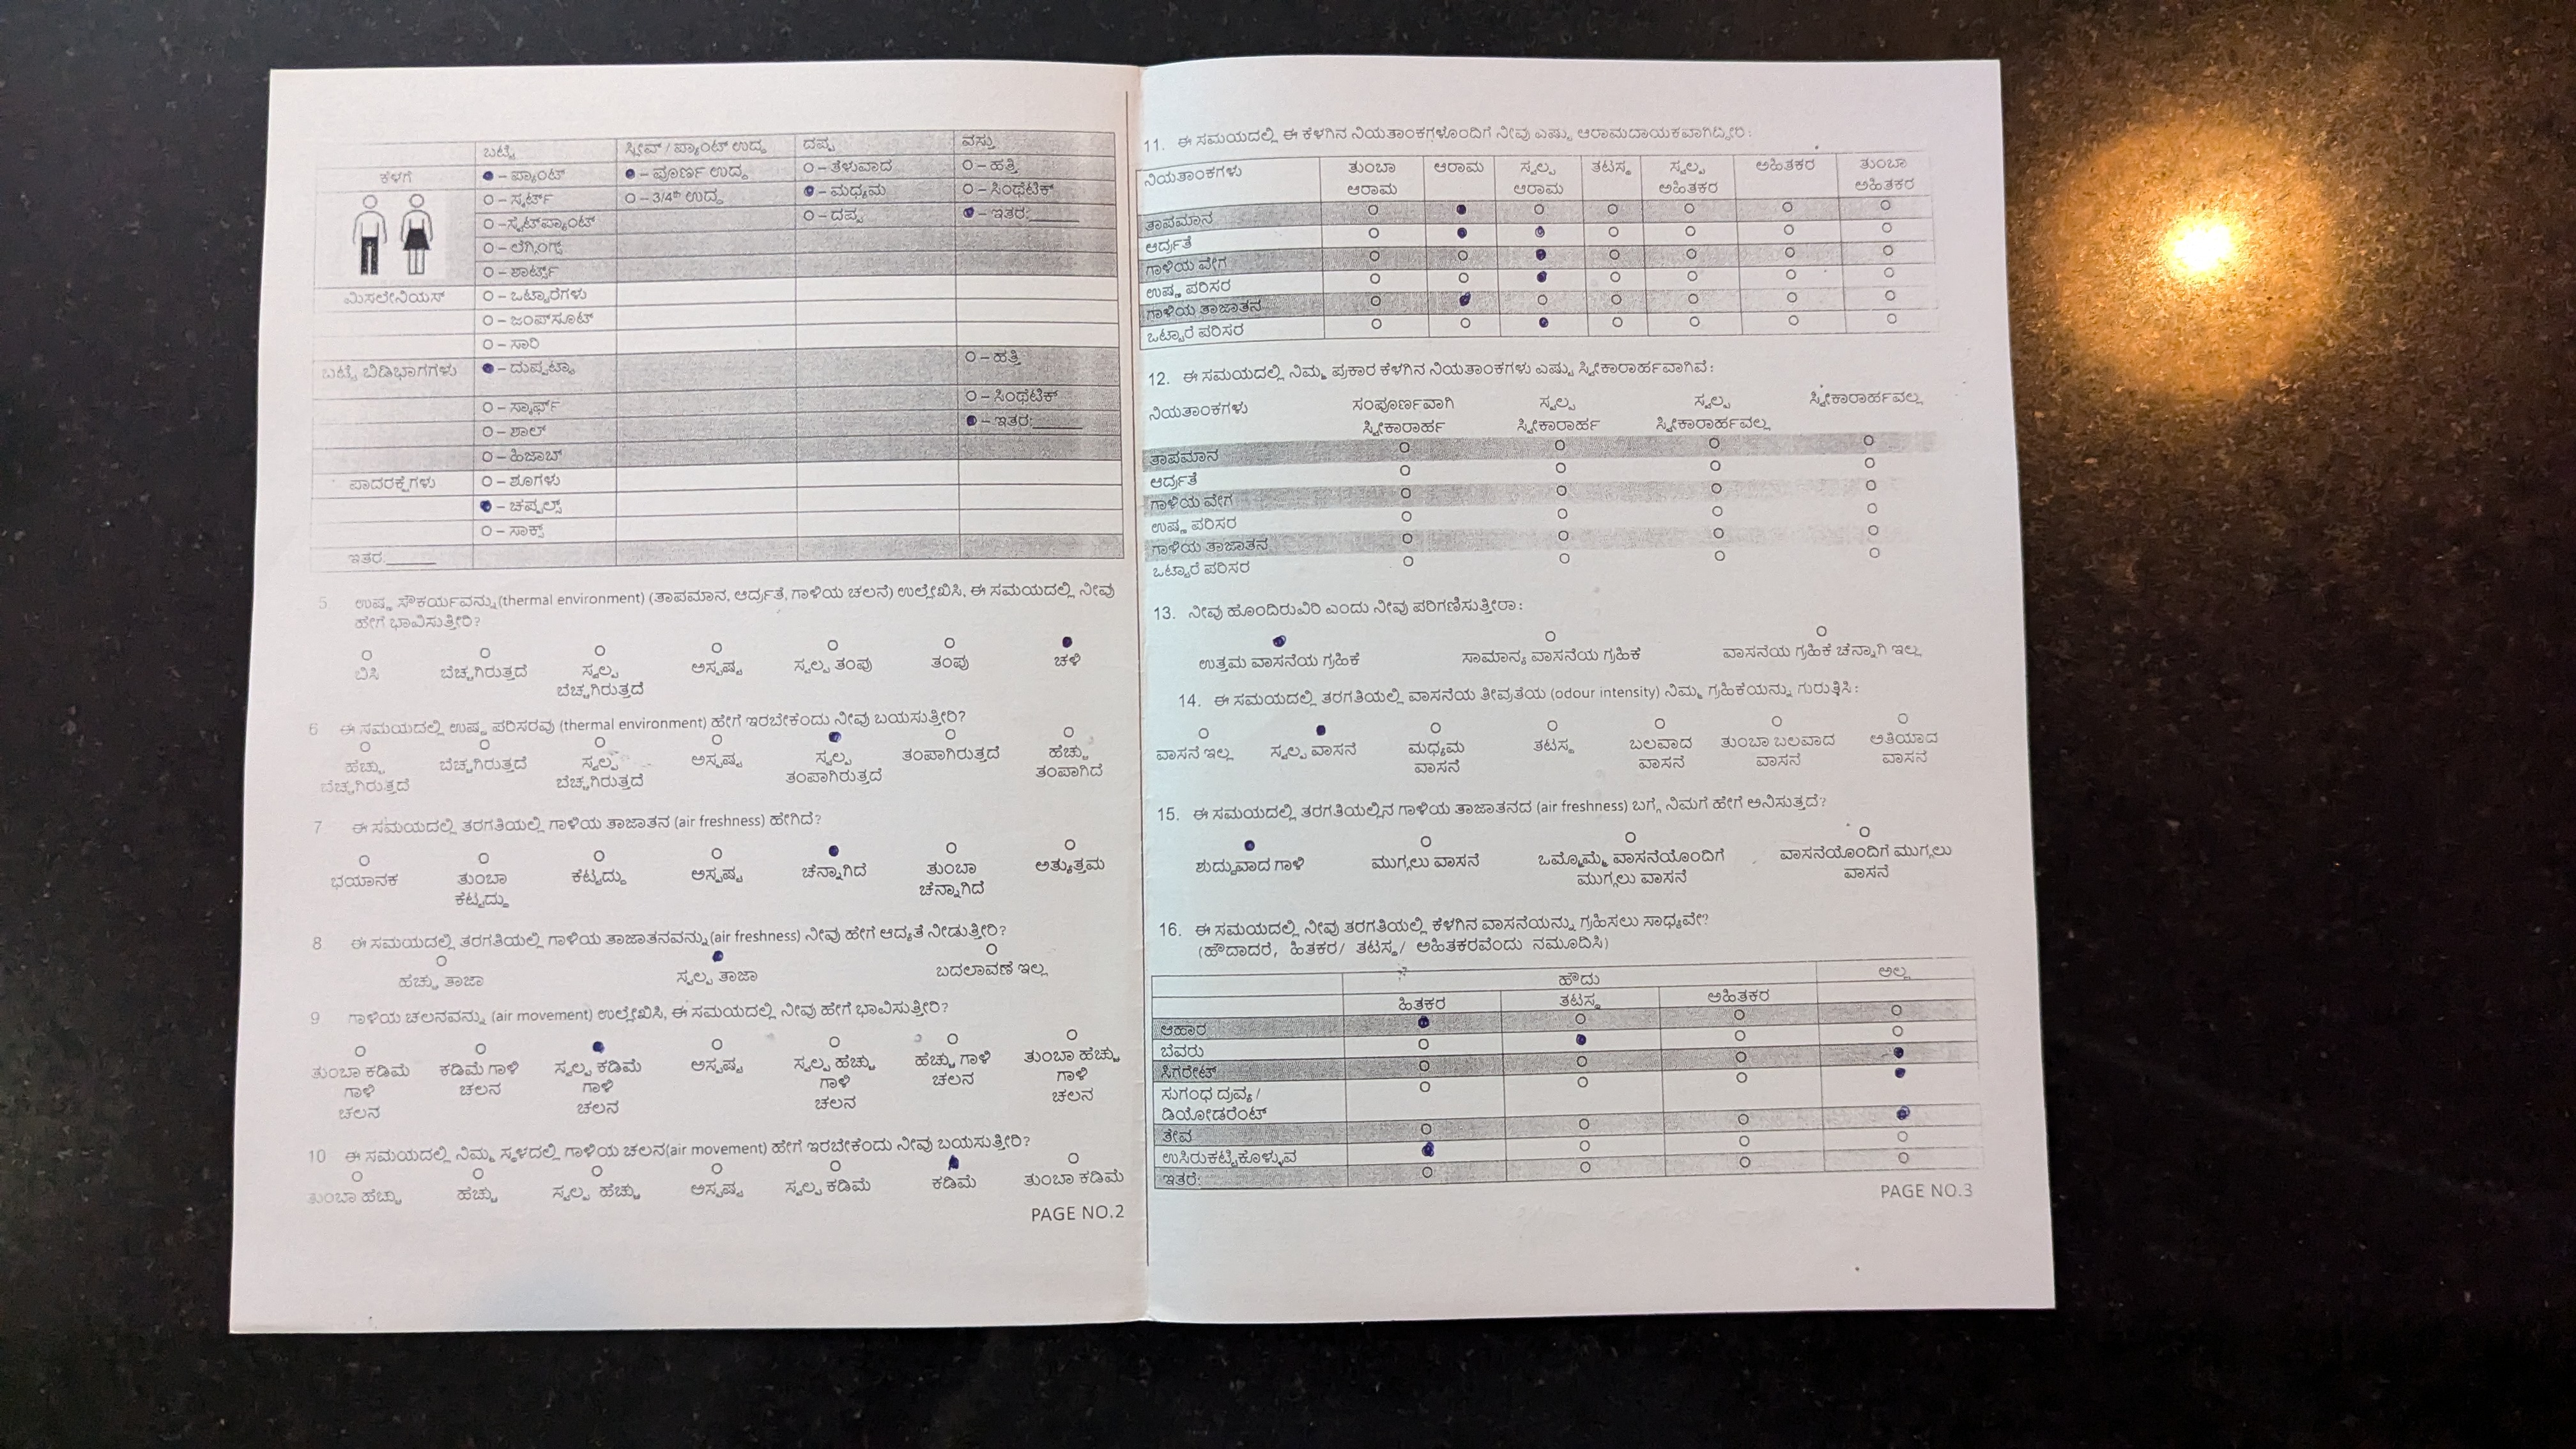 ಬಟ್ಟೆ ಸ್ಲೀವ್ / ಪ್ಯಾಂಟ್ ಉದ್ದ ದಪ್ಪ ವಸ್ತು
ಕೆಳಗೆ ●–ಪ್ಯಾಂಟ್ ●–ಪೂರ್ಣ ಉದ್ದ O–ತೆಳುವಾದ O–ಹತ್ತಿ
O–ಸ್ಕರ್ಟ್ O–3/4th ಉದ್ದ ●–ಮಧ್ಯಮ O–ಸಿಂಥೆಟಿಕ್
O–ಸ್ವೆಟ್‌ಪ್ಯಾಂಟ್ O–ದಪ್ಪ ●–ಇತರ:______
O–ಲೆಗ್ಗಿಂಗ್ಸ್
O–ಶಾರ್ಟ್ಸ್
ಮಿಸಲೇನಿಯಸ್ O–ಒಟ್ಟಾರೆಗಳು
O–ಜಂಪ್‌ಸೂಟ್
O–ಸಾರಿ
ಬಟ್ಟೆ ಬಿಡಿಭಾಗಗಳು ●–ದುಪ್ಪಟ್ಟಾ O–ಹತ್ತಿ
O–ಸ್ಕಾರ್ಫ್ O–ಸಿಂಥೆಟಿಕ್
O–ಶಾಲ್ ●–ಇತರ:______
O–ಹಿಜಾಬ್
ಪಾದರಕ್ಷೆಗಳು O–ಶೂಗಳು
●–ಚಪ್ಪಲ್ಸ್
O–ಸಾಕ್ಸ್
ಇತರ:______
5 ಉಷ್ಣ ಸೌಕರ್ಯವನ್ನು (thermal environment) (ತಾಪಮಾನ, ಆರ್ದ್ರತೆ, ಗಾಳಿಯ ಚಲನೆ) ಉಲ್ಲೇಖಿಸಿ, ಈ ಸಮಯದಲ್ಲಿ ನೀವು
ಹೇಗೆ ಭಾವಿಸುತ್ತೀರಿ?
ಬಿಸಿ ಬೆಚ್ಚಗಿರುತ್ತದೆ ಸ್ವಲ್ಪ ಅಸ್ಪಷ್ಟ ಸ್ವಲ್ಪ ತಂಪು ತಂಪು ಚಳಿ
ಬೆಚ್ಚಗಿರುತ್ತದೆ
6 ಈ ಸಮಯದಲ್ಲಿ ಉಷ್ಣ ಪರಿಸರವು (thermal environment) ಹೇಗೆ ಇರಬೇಕೆಂದು ನೀವು ಬಯಸುತ್ತೀರಿ?
ಹೆಚ್ಚು ಬೆಚ್ಚಗಿರುತ್ತದೆ ಸ್ವಲ್ಪ ಅಸ್ಪಷ್ಟ ಸ್ವಲ್ಪ ತಂಪಾಗಿರುತ್ತದೆ ಹೆಚ್ಚು
ಬೆಚ್ಚಗಿರುತ್ತದೆ ಬೆಚ್ಚಗಿರುತ್ತದೆ ತಂಪಾಗಿರುತ್ತದೆ ತಂಪಾಗಿದೆ
7 ಈ ಸಮಯದಲ್ಲಿ ತರಗತಿಯಲ್ಲಿ ಗಾಳಿಯ ತಾಜಾತನ (air freshness) ಹೇಗಿದೆ?
ಭಯಾನಕ ತುಂಬಾ ಕೆಟ್ಟದ್ದು ಅಸ್ಪಷ್ಟ ಚೆನ್ನಾಗಿದೆ ತುಂಬಾ ಅತ್ಯುತ್ತಮ
ಕೆಟ್ಟದ್ದು ಚೆನ್ನಾಗಿದೆ
8 ಈ ಸಮಯದಲ್ಲಿ ತರಗತಿಯಲ್ಲಿ ಗಾಳಿಯ ತಾಜಾತನವನ್ನು (air freshness) ನೀವು ಹೇಗೆ ಆದ್ಯತೆ ನೀಡುತ್ತೀರಿ?
ಹೆಚ್ಚು ತಾಜಾ ಸ್ವಲ್ಪ ತಾಜಾ ಬದಲಾವಣೆ ಇಲ್ಲ
9 ಗಾಳಿಯ ಚಲನವನ್ನು (air movement) ಉಲ್ಲೇಖಿಸಿ, ಈ ಸಮಯದಲ್ಲಿ ನೀವು ಹೇಗೆ ಭಾವಿಸುತ್ತೀರಿ?
ತುಂಬಾ ಕಡಿಮೆ ಕಡಿಮೆ ಗಾಳಿ ಸ್ವಲ್ಪ ಕಡಿಮೆ ಅಸ್ಪಷ್ಟ ಸ್ವಲ್ಪ ಹೆಚ್ಚು ಹೆಚ್ಚು ಗಾಳಿ ತುಂಬಾ ಹೆಚ್ಚು
ಗಾಳಿ ಚಲನ ಗಾಳಿ ಗಾಳಿ ಚಲನ ಗಾಳಿ
ಚಲನ ಚಲನ ಚಲನ ಚಲನ
10 ಈ ಸಮಯದಲ್ಲಿ ನಿಮ್ಮ ಸ್ಥಳದಲ್ಲಿ ಗಾಳಿಯ ಚಲನ(air movement) ಹೇಗೆ ಇರಬೇಕೆಂದು ನೀವು ಬಯಸುತ್ತೀರಿ?
ತುಂಬಾ ಹೆಚ್ಚು ಹೆಚ್ಚು ಸ್ವಲ್ಪ ಹೆಚ್ಚು ಅಸ್ಪಷ್ಟ ಸ್ವಲ್ಪ ಕಡಿಮೆ ಕಡಿಮೆ ತುಂಬಾ ಕಡಿಮೆ
PAGE NO.2
11. ಈ ಸಮಯದಲ್ಲಿ ಈ ಕೆಳಗಿನ ನಿಯತಾಂಕಗಳೊಂದಿಗೆ ನೀವು ಎಷ್ಟು ಆರಾಮದಾಯಕವಾಗಿದ್ದೀರಿ:
ನಿಯತಾಂಕಗಳು ತುಂಬಾ ಆರಾಮ ಸ್ವಲ್ಪ ತಟಸ್ಥ ಸ್ವಲ್ಪ ಅಹಿತಕರ ತುಂಬಾ
ಆರಾಮ ಆರಾಮ ಅಹಿತಕರ ಅಹಿತಕರ
ತಾಪಮಾನ
ಆರ್ದ್ರತೆ
ಗಾಳಿಯ ವೇಗ
ಉಷ್ಣ ಪರಿಸರ
ಗಾಳಿಯ ತಾಜಾತನ
ಒಟ್ಟಾರೆ ಪರಿಸರ
12. ಈ ಸಮಯದಲ್ಲಿ ನಿಮ್ಮ ಪ್ರಕಾರ ಕೆಳಗಿನ ನಿಯತಾಂಕಗಳು ಎಷ್ಟು ಸ್ವೀಕಾರಾರ್ಹವಾಗಿವೆ:
ನಿಯತಾಂಕಗಳು ಸಂಪೂರ್ಣವಾಗಿ ಸ್ವಲ್ಪ ಸ್ವಲ್ಪ ಸ್ವೀಕಾರಾರ್ಹವಲ್ಲ
ಸ್ವೀಕಾರಾರ್ಹ ಸ್ವೀಕಾರಾರ್ಹ ಸ್ವೀಕಾರಾರ್ಹವಲ್ಲ
ತಾಪಮಾನ
ಆರ್ದ್ರತೆ
ಗಾಳಿಯ ವೇಗ
ಉಷ್ಣ ಪರಿಸರ
ಗಾಳಿಯ ತಾಜಾತನ
ಒಟ್ಟಾರೆ ಪರಿಸರ
13. ನೀವು ಹೊಂದಿರುವಿರಿ ಎಂದು ನೀವು ಪರಿಗಣಿಸುತ್ತೀರಾ:
ಉತ್ತಮ ವಾಸನೆಯ ಗ್ರಹಿಕೆ ಸಾಮಾನ್ಯ ವಾಸನೆಯ ಗ್ರಹಿಕೆ ವಾಸನೆಯ ಗ್ರಹಿಕೆ ಚೆನ್ನಾಗಿ ಇಲ್ಲ
14. ಈ ಸಮಯದಲ್ಲಿ ತರಗತಿಯಲ್ಲಿ ವಾಸನೆಯ ತೀವ್ರತೆಯ (odour intensity) ನಿಮ್ಮ ಗ್ರಹಿಕೆಯನ್ನು ಗುರುತಿಸಿ:
ವಾಸನೆ ಇಲ್ಲ ಸ್ವಲ್ಪ ವಾಸನೆ ಮಧ್ಯಮ ತಟಸ್ಥ ಬಲವಾದ ತುಂಬಾ ಬಲವಾದ ಅತಿಯಾದ
ವಾಸನೆ ವಾಸನೆ ವಾಸನೆ ವಾಸನೆ
15. ಈ ಸಮಯದಲ್ಲಿ ತರಗತಿಯಲ್ಲಿನ ಗಾಳಿಯ ತಾಜಾತನದ (air freshness) ಬಗ್ಗೆ ನಿಮಗೆ ಹೇಗೆ ಅನಿಸುತ್ತದೆ?
ಶುದ್ಧವಾದ ಗಾಳಿ ಮುಗ್ಗಲು ವಾಸನೆ ಒಮ್ಮೊಮ್ಮೆ ವಾಸನೆಯೊಂದಿಗೆ ವಾಸನೆಯೊಂದಿಗೆ ಮುಗ್ಗಲು
ಮುಗ್ಗಲು ವಾಸನೆ ವಾಸನೆ
16. ಈ ಸಮಯದಲ್ಲಿ ನೀವು ತರಗತಿಯಲ್ಲಿ ಕೆಳಗಿನ ವಾಸನೆಯನ್ನು ಗ್ರಹಿಸಲು ಸಾಧ್ಯವೇ?
(ಹೌದಾದರೆ, ಹಿತಕರ/ ತಟಸ್ಥ/ ಅಹಿತಕರವೆಂದು ನಮೂದಿಸಿ)
ಹೌದು ಅಲ್ಲ
ಹಿತಕರ ತಟಸ್ಥ ಅಹಿತಕರ
ಆಹಾರ
ಬೆವರು
ಸಿಗರೇಟ್
ಸುಗಂಧ ದ್ರವ್ಯ/
ಡಿಯೋಡರೆಂಟ್
ತೇವ
ಉಸಿರುಕಟ್ಟಿಕೊಳ್ಳುವ
ಇತರೆ:
PAGE NO.3